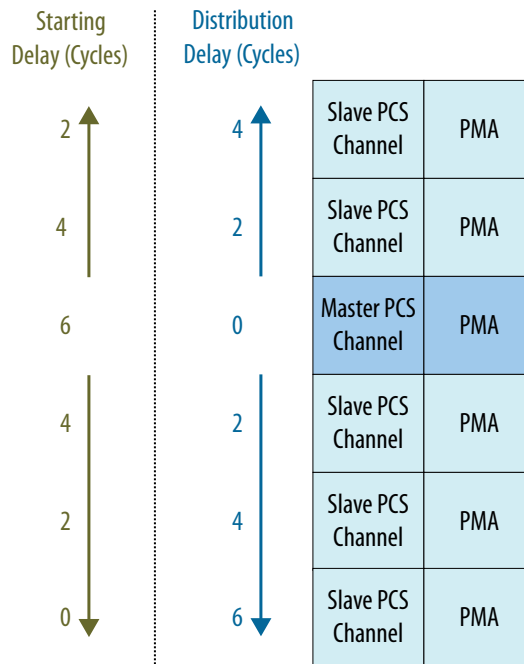 Starting
Delay (Cycles)
Distribution
Delay (Cycles)
2
4
Slave PCS
Channel
PMA
4
2
Slave PCS
Channel
PMA
6
0
Master PCS
Channel
PMA
4
2
Slave PCS
Channel
PMA
2
4
Slave PCS
Channel
PMA
0
6
Slave PCS
Channel
PMA